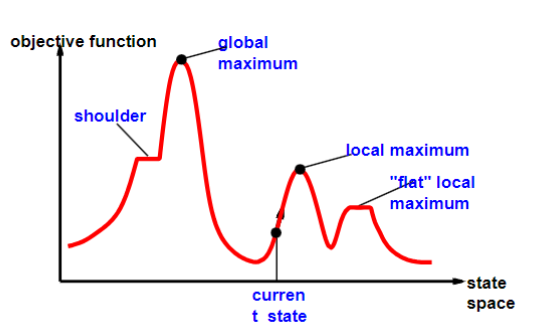 objective function
global
maximum
shoulder
local maximum
"flat" local
maximum
curren
t state
state
space